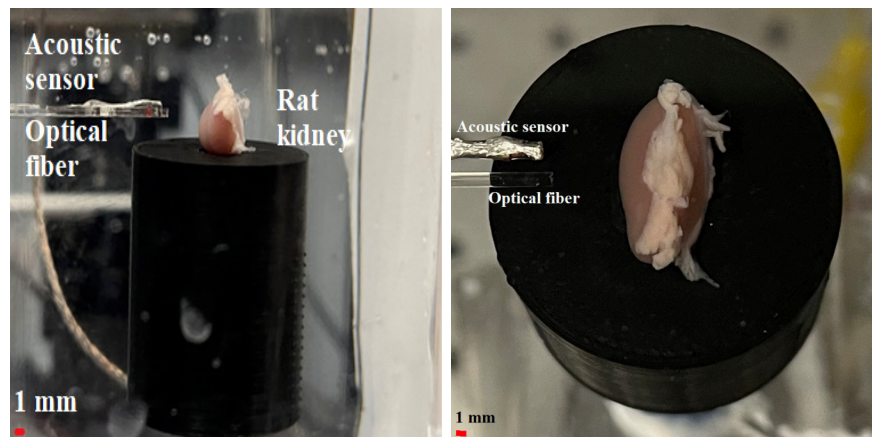 Acoustic
sensor
Optical
fiber
Rat
kidney
1 mm
Acoustic sensor
Optical fiber
1 mm